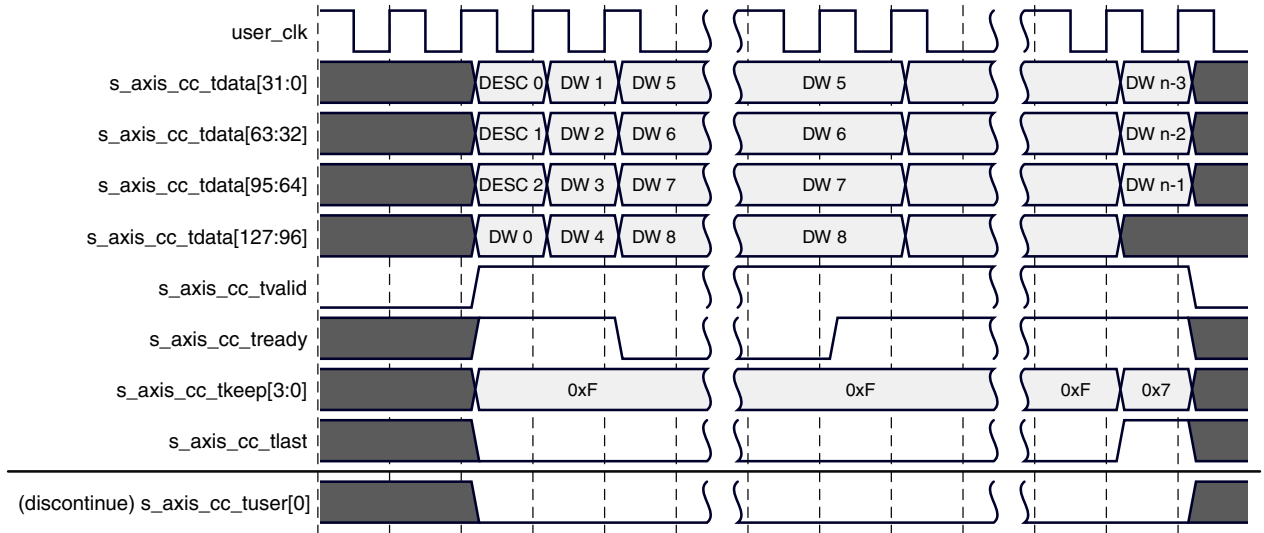 user_clk
s_axis_cc_tdata[31:0] DESC 0 DW 1 DW 5 DW 5 DW n-3
s_axis_cc_tdata[63:32] DESC 1 DW 2 DW 6 DW 6 DW n-2
s_axis_cc_tdata[95:64] DESC 2 DW 3 DW 7 DW 7 DW n-1
s_axis_cc_tdata[127:96] DW 0 DW 4 DW 8 DW 8
s_axis_cc_tvalid
s_axis_cc_tready
s_axis_cc_tkeep[3:0] 0xF 0xF 0xF 0x7
s_axis_cc_tlast
(discontinue) s_axis_cc_tuser[0]